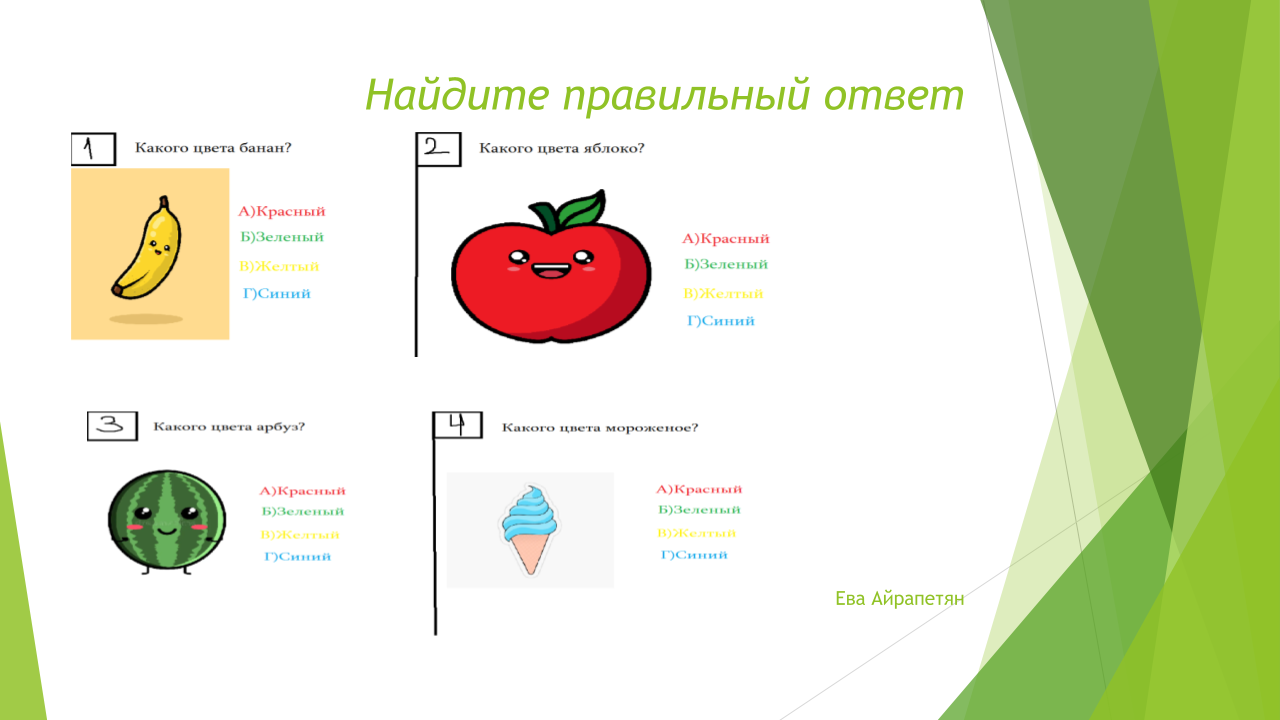 Найдите правильный ответ
1
Какого цвета банан?
А)Красный
Б)Зеленый
В)Желтый
Г)Синий
2
Какого цвета яблоко?
А)Красный
Б)Зеленый
В)Желтый
Г)Синий
3
Какого цвета арбуз?
А)Красный
Б)Зеленый
В)Желтый
Г)Синий
4
Какого цвета мороженое?
А)Красный
Б)Зеленый
В)Желтый
Г)Синий
Ева Айрапетян